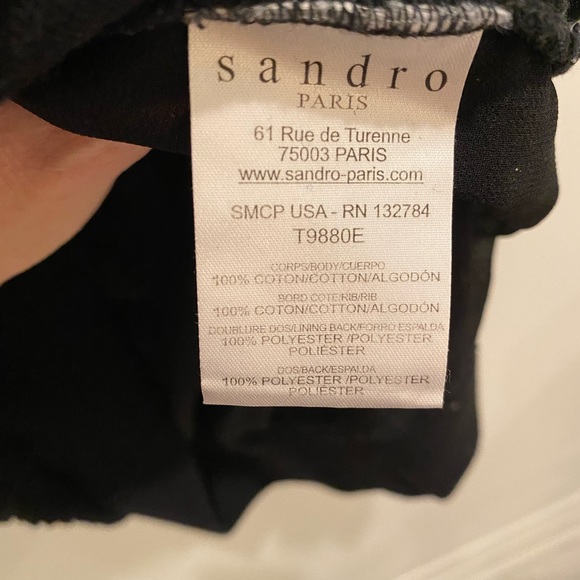 sandro
PARIS
61 Rue de Turenne
75003 PARIS
www.sandro-paris.com
SMCP USA - RN 132784
T9880E
CORPS/BODY/CUERPO
100% COTON/COTTON/ALGODÓN
BORD COTE/RIB/RIB
100% COTON/COTTON/ALGODÓN
DOUBLURE DOS/LINING BACK/FORRO ESPALDA
100% POLYESTER /POLYESTER
POLIÉSTER
DOS/BACK/ESPALDA
100% POLYESTER /POLYESTER
POLIÉSTER